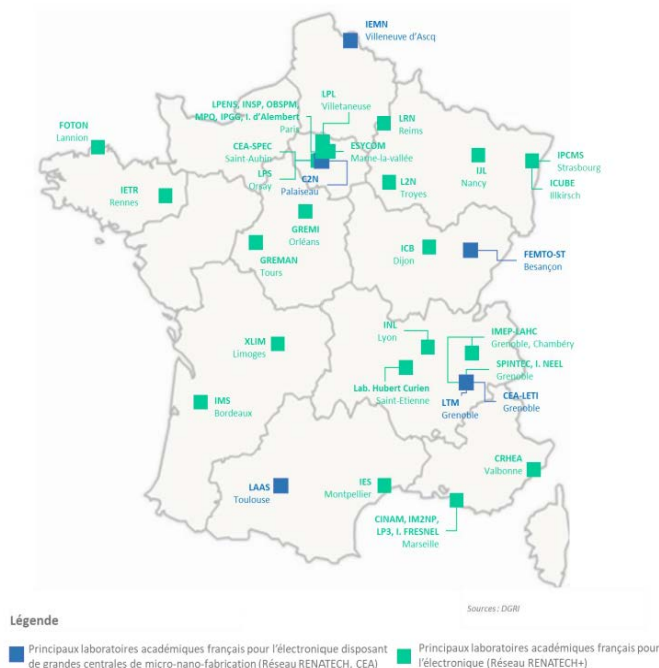 IEMN
Villeneuve d'Ascq
LPENS, INSP, OBSPM,
MPQ, IPGG, I. d'Alembert
Paris
LPL
Villetaneuse
LRN
Reims
FOTON
Lannion
CEA-SPEC
Saint-Aubin
ESYCOM
Marne-la-vallée
IPCMS
Strasbourg
LPS
Orsay
C2N
Palaiseau
L2N
Troyes
IJL
Nancy
ICUBE
Illkirsch
IETR
Rennes
GREMI
Orléans
GREMAN
Tours
ICB
Dijon
FEMTO-ST
Besançon
XLIM
Limoges
INL
Lyon
IMEP-LAHC
Grenoble, Chambéry
SPINTEC, I. NEEL
Grenoble
Lab. Hubert Curien
Saint-Etienne
LTM
Grenoble
CEA-LETI
Grenoble
IMS
Bordeaux
CRHEA
Valbonne
LAAS
Toulouse
IES
Montpellier
CINAM, IM2NP,
LP3, I. FRESNEL
Marseille
Sources : DGRI
Légende
Principaux laboratoires académiques français pour l'électronique disposant
de grandes centrales de micro-nano-fabrication (Réseau RENATECH, CEA)
Principaux laboratoires académiques français pour
l'électronique (Réseau RENATECH+)